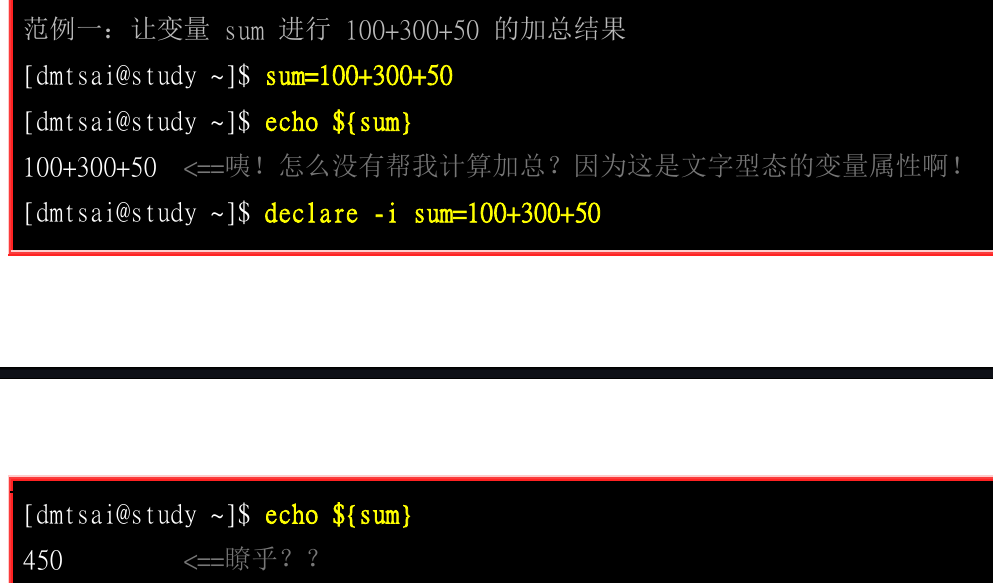 范例一：让变量 sum 进行 100+300+50 的加总结果
[dmtsai@study ~]$ sum=100+300+50
[dmtsai@study ~]$ echo ${sum}
100+300+50 <==咦！怎么没有帮我计算加总？因为这是文字型态的变量属性啊！
[dmtsai@study ~]$ declare -i sum=100+300+50
[dmtsai@study ~]$ echo ${sum}
450 <==瞭乎？？